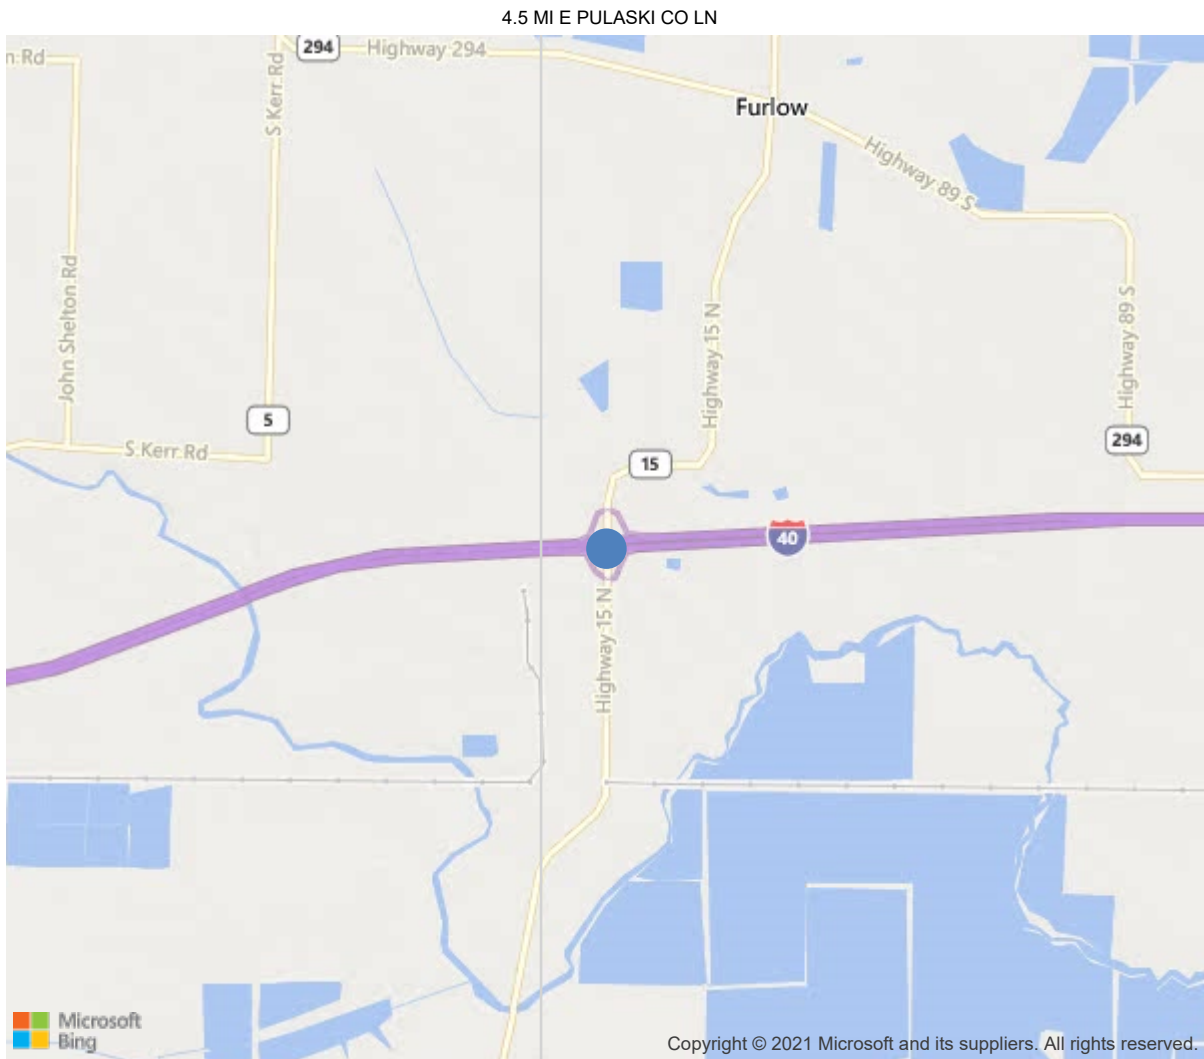 4.5 MI E PULASKI CO LN
294
Highway 294
n Rd
S Kerr Rd
Furlow
Highway 89 S
John Shelton Rd
Highway 15 N
Highway 89 S
5
294
S Kerr Rd
15
40
Highway 15 N
Microsoft
Bing
Copyright © 2021 Microsoft and its suppliers. All rights reserved.